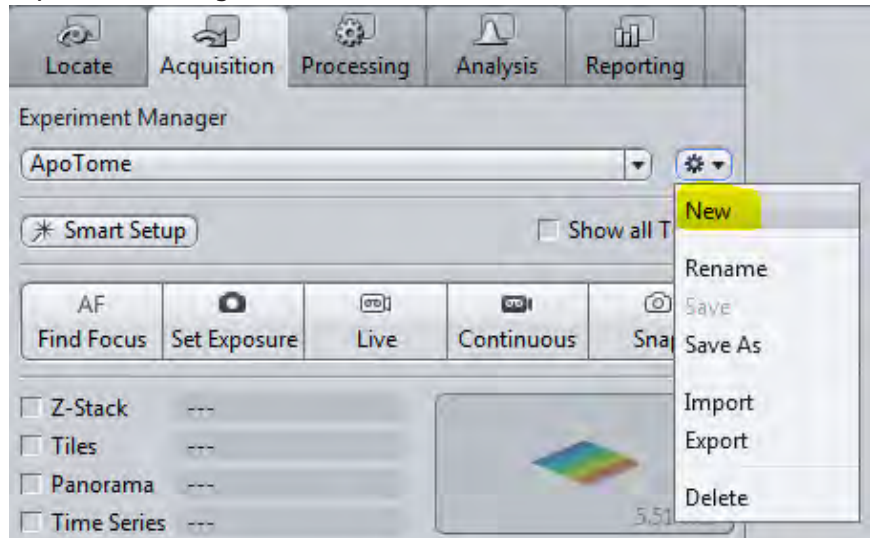 Locate Acquisition Processing Analysis Reporting
Experiment Manager
ApoTome
New
Smart Setup Show all T
Rename
AF
Save
Find Focus Set Exposure Live Continuous Snap
Save As
Z-Stack ---
Import
Tiles ---
Export
Panorama ---
Delete
Time Series --- 5.51